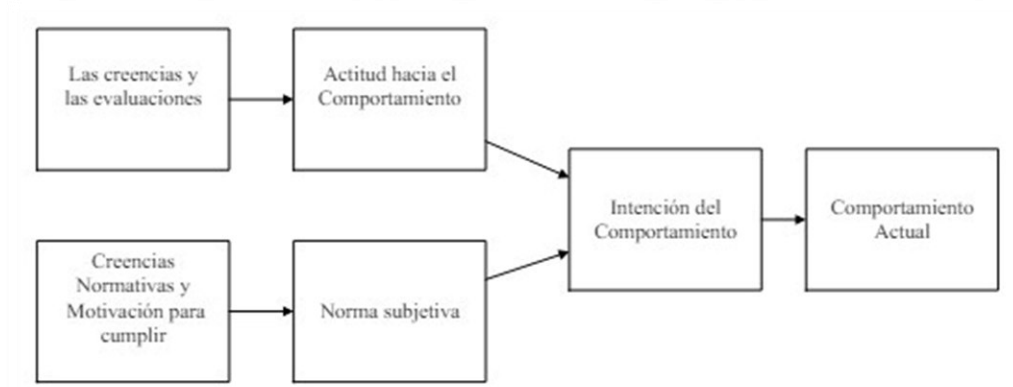 Las creencias y
las evaluaciones
Actitud hacia el
Comportamiento
Creencias
Normativas y
Motivación para
cumplir
Norma subjetiva
Intención del
Comportamiento
Comportamiento
Actual